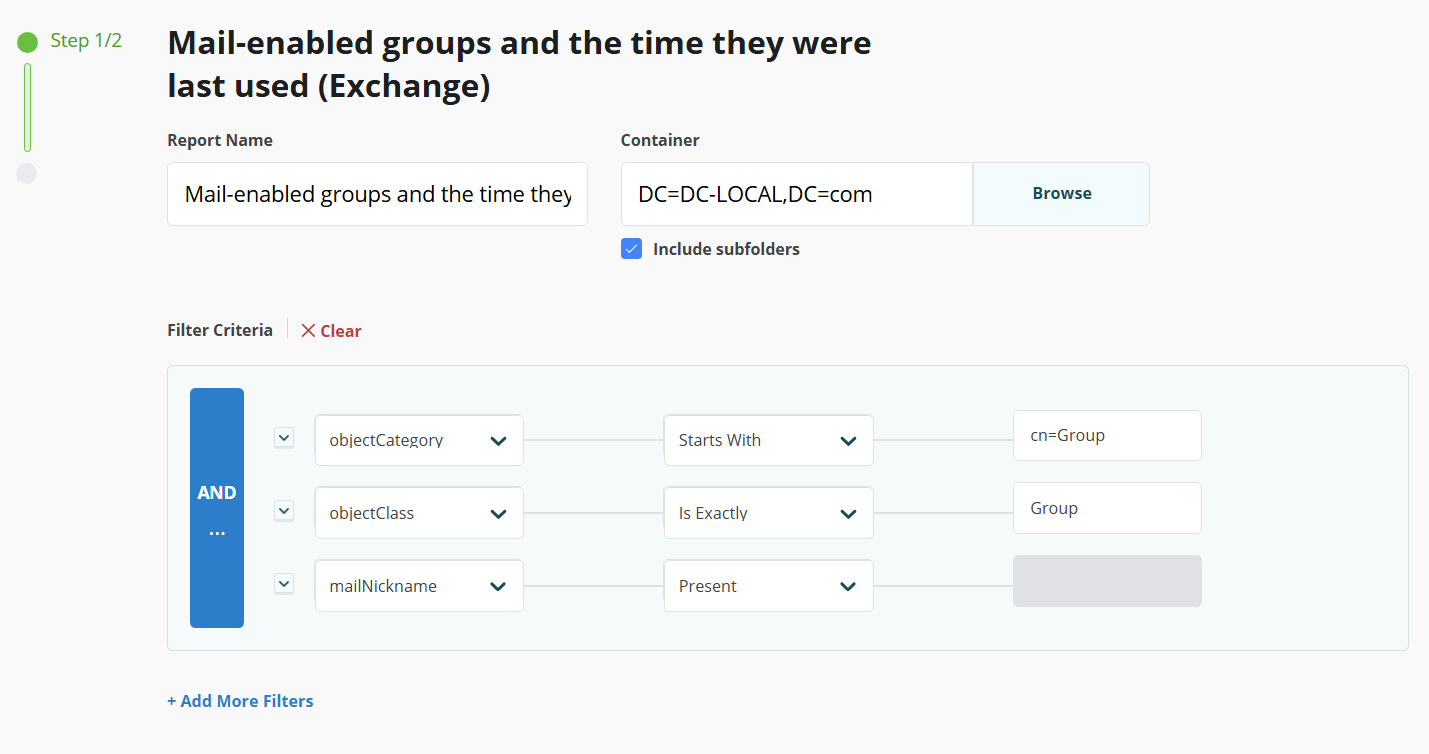 Step 1/2
Mail-enabled groups and the time they were
last used (Exchange)
Report Name
Container
Mail-enabled groups and the time they
DC=DC-LOCAL,DC=com
Browse
Include subfolders
Filter Criteria
Clear
AND
...
objectCategory
Starts With
cn=Group
objectClass
Is Exactly
Group
mailNickname
Present
+ Add More Filters